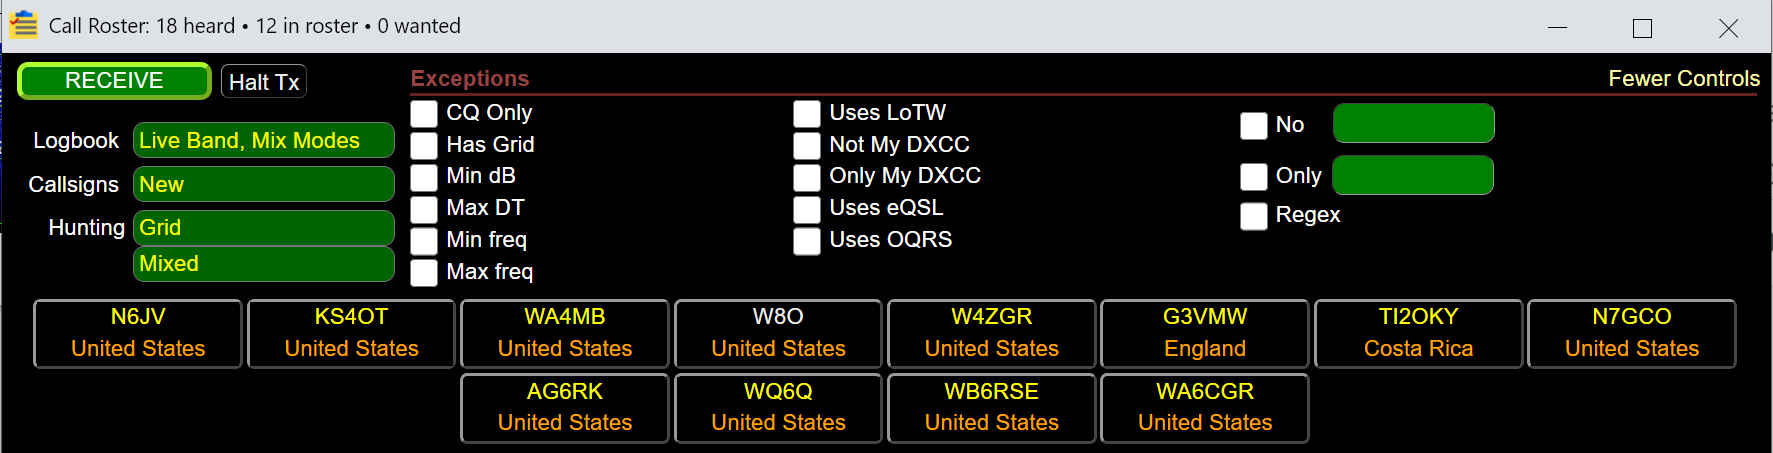 Call Roster: 18 heard • 12 in roster • 0 wanted
RECEIVE Halt Tx
Logbook Live Band, Mix Modes
Callsigns New
Hunting Grid
Mixed
Exceptions
Fewer Controls
CQ Only
Has Grid
Min dB
Max DT
Min freq
Max freq
Uses LoTW
Not My DXCC
Only My DXCC
Uses eQSL
Uses OQRS
No
Only
Regex
N6JV
United States
KS4OT
United States
WA4MB
United States
W8O
United States
W4ZGR
United States
G3VMW
England
TI2OKY
Costa Rica
N7GCO
United States
AG6RK
United States
WQ6Q
United States
WB6RSE
United States
WA6CGR
United States